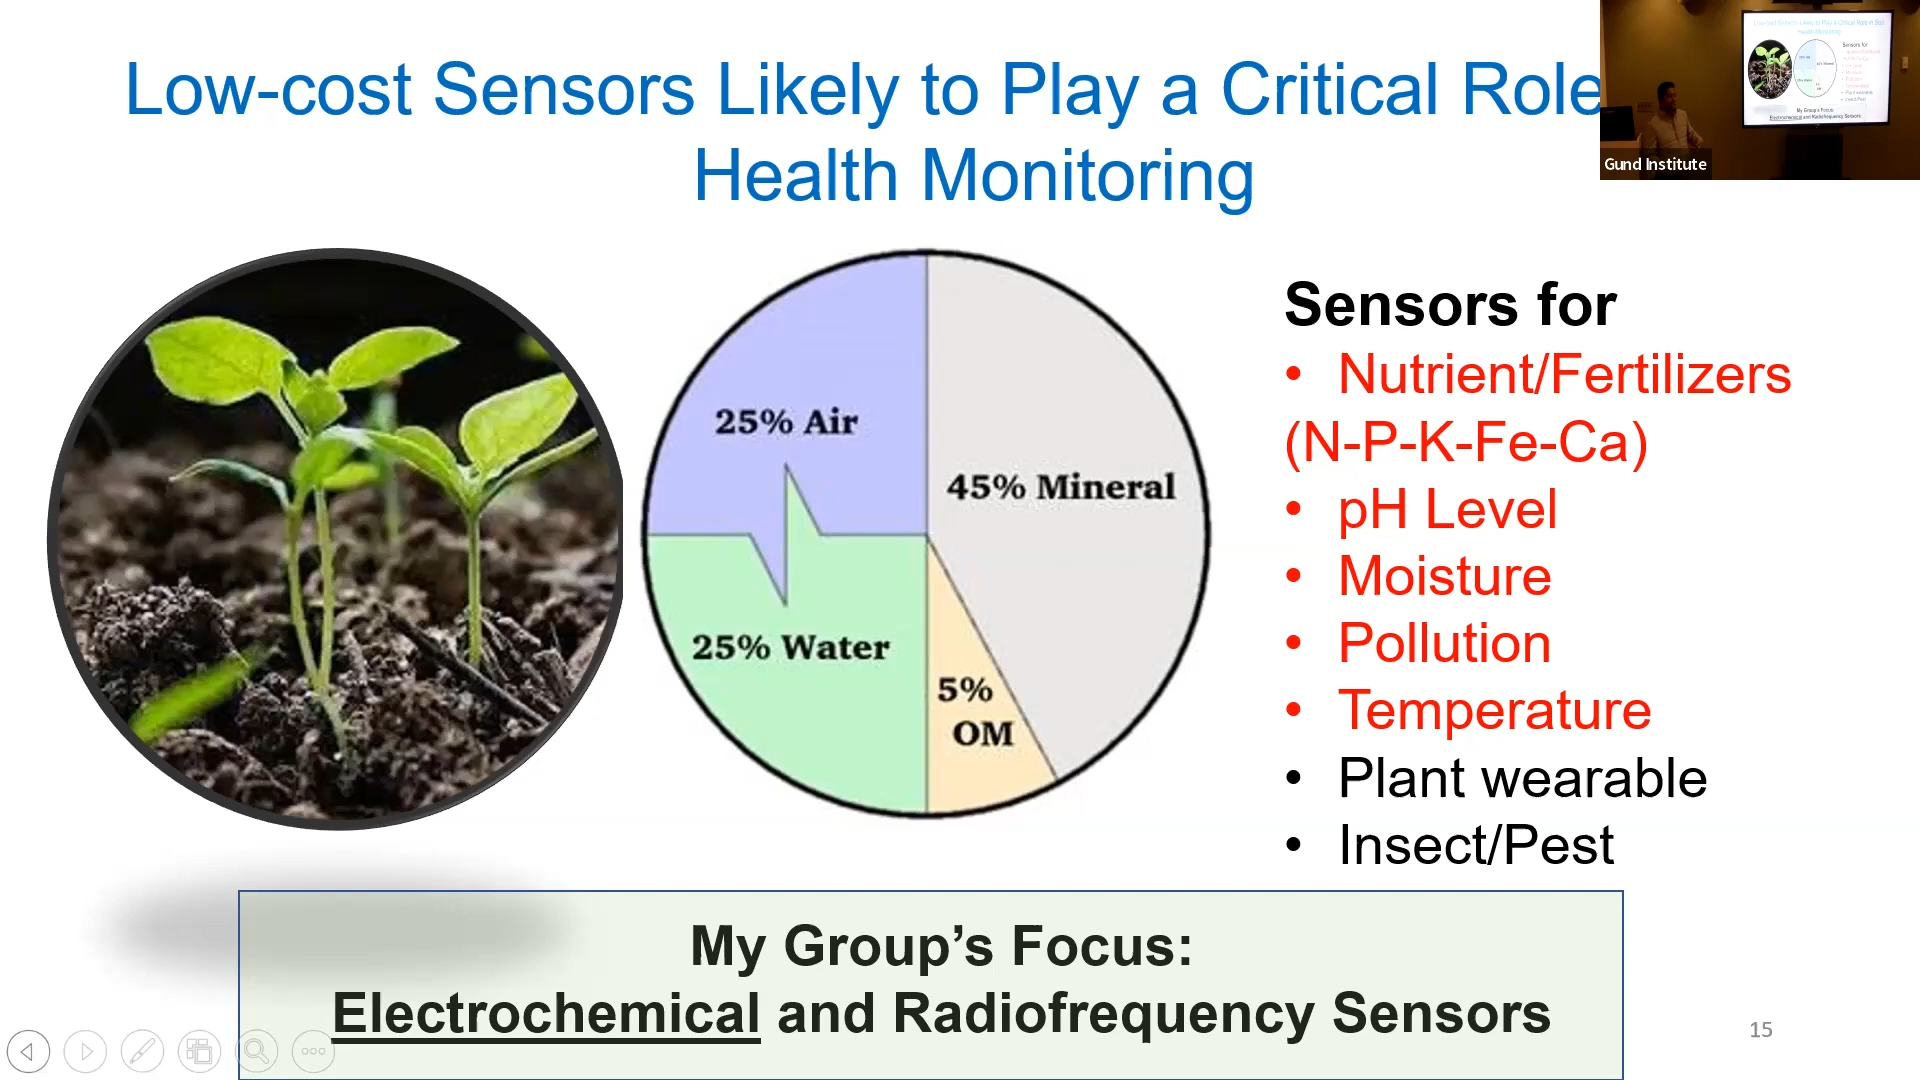 Low-cost Sensors Likely to Play a Critical Role
Health Monitoring
Gund Institute
25% Air
45% Mineral
25% Water
5%
OM
Sensors for
• Nutrient/Fertilizers
(N-P-K-Fe-Ca)
• pH Level
• Moisture
• Pollution
• Temperature
• Plant wearable
• Insect/Pest
My Group’s Focus:
Electrochemical and Radiofrequency Sensors
15